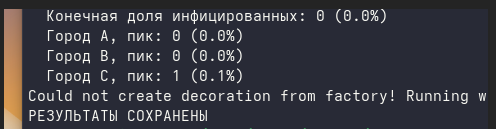 Конечная доля инфицированных: 0 (0.0%)
Город A, пик: 0 (0.0%)
Город B, пик: 0 (0.0%)
Город C, пик: 1 (0.1%)
Could not create decoration from factory! Running w
РЕЗУЛЬТАТЫ СОХРАНЕНЫ